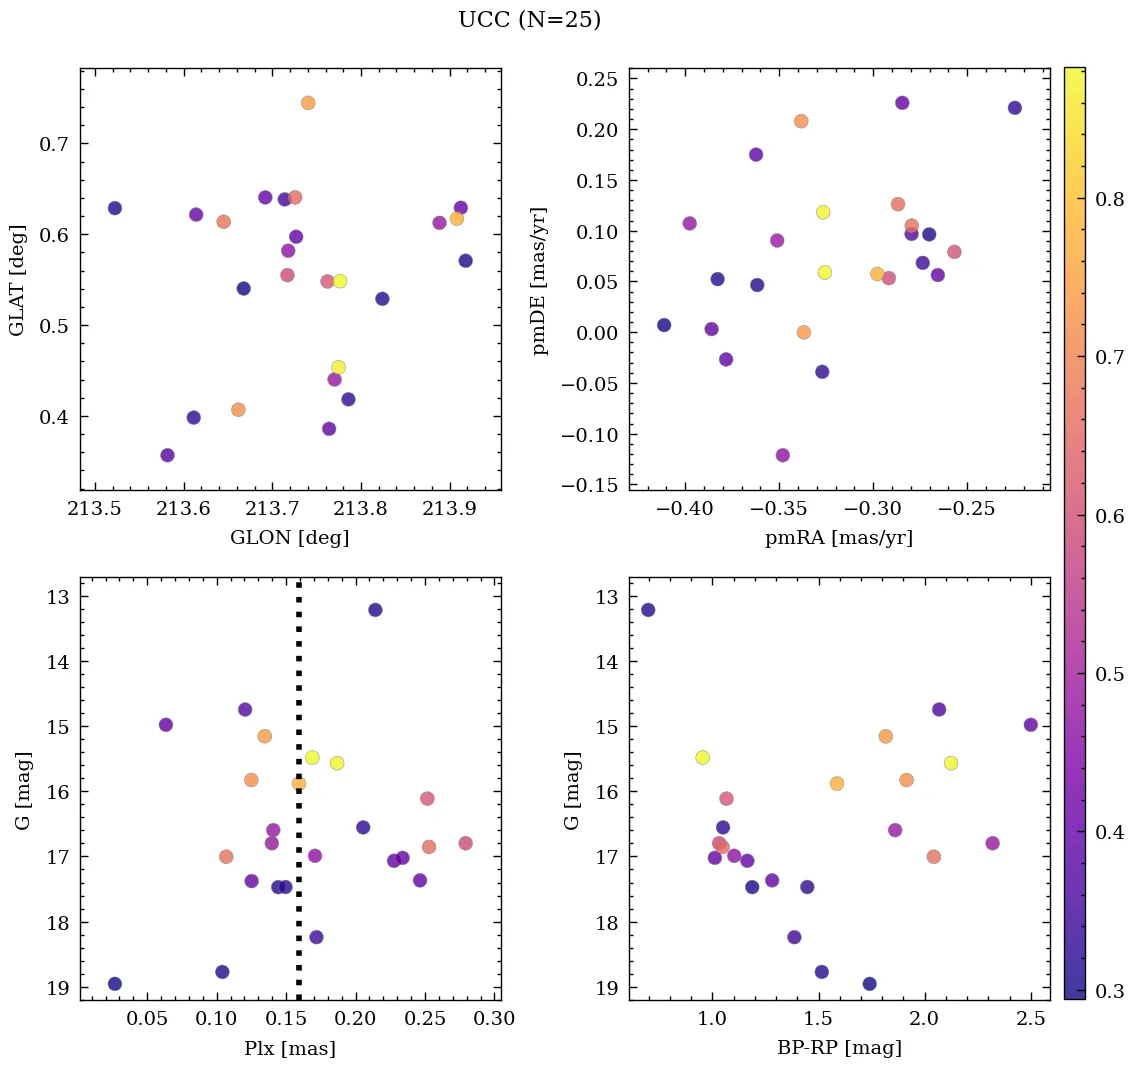 UCC (N=25)
0.7
0.6
0.5
0.4
GLAT [deg]
213.5 213.6 213.7 213.8 213.9
GLON [deg]
0.25
0.20
0.15
0.10
0.05
0.00
−0.05
−0.10
−0.15
pmDE [mas/yr]
−0.40 −0.35 −0.30 −0.25
pmRA [mas/yr]
13
14
15
16
17
18
19
G [mag]
0.05 0.10 0.15 0.20 0.25 0.30
Plx [mas]
13
14
15
16
17
18
19
G [mag]
1.0 1.5 2.0 2.5
BP-RP [mag]
0.8
0.7
0.6
0.5
0.4
0.3